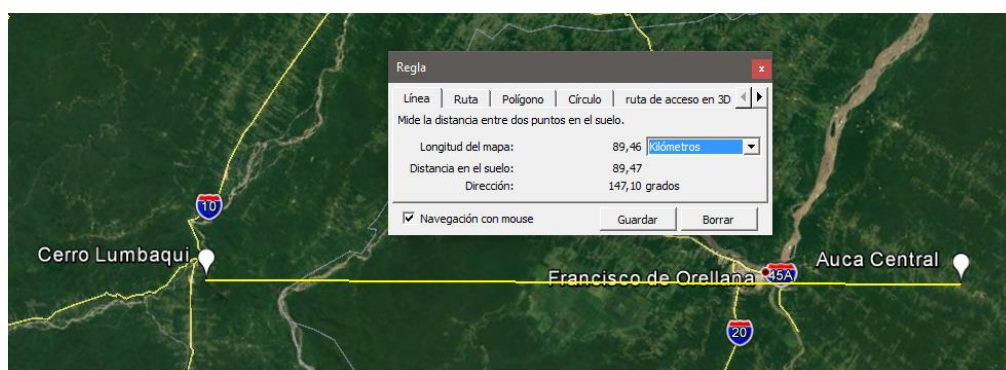 Regla
x
Línea Ruta Polígono Círculo ruta de acceso en 3D
Mide la distancia entre dos puntos en el suelo.
Longitud del mapa: 89,46 Kilómetros
Distancia en el suelo: 89,47
Dirección: 147,10 grados
Navegación con mouse Guardar Borrar
10
Cerro Lumbaqui
Francisco de Orellana
45A
Auca Central
20